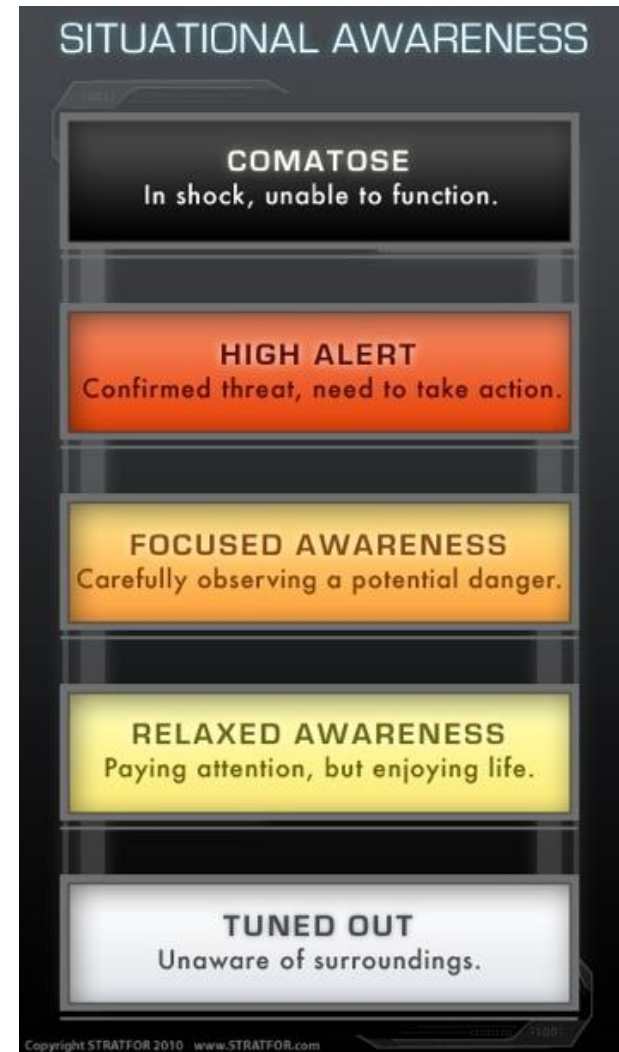 SITUATIONAL AWARENESS
COMATOSE
In shock, unable to function.
HIGH ALERT
Confirmed threat, need to take action.
FOCUSED AWARENESS
Carefully observing a potential danger.
RELAXED AWARENESS
Paying attention, but enjoying life.
TUNED OUT
Unaware of surroundings.
Copyright STRATFOR 2010 www.STRATFOR.com